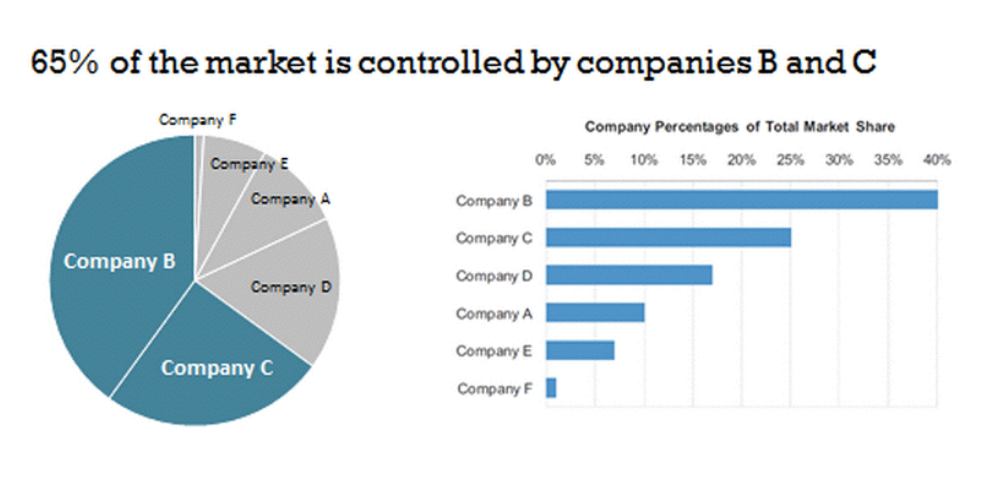 65% of the market is controlled by companies B and C
Company F
Company E
Company A
Company B
Company D
Company C
Company Percentages of Total Market Share
0% 5% 10% 15% 20% 25% 30% 35% 40%
Company B
Company C
Company D
Company A
Company E
Company F